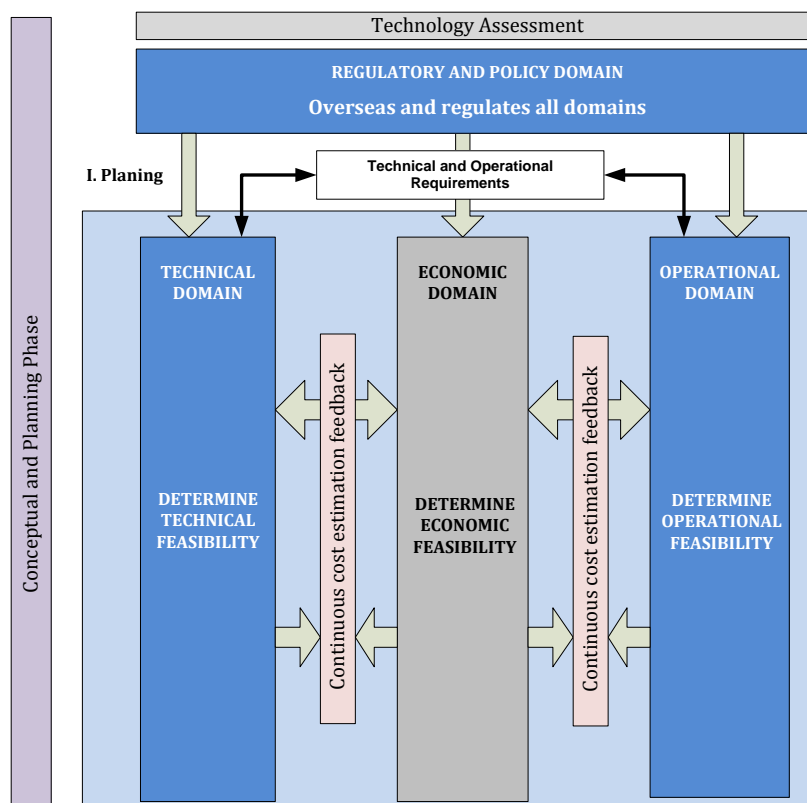 Technology Assessment
REGULATORY AND POLICY DOMAIN
Overseas and regulates all domains
I. Planing
Technical and Operational
Requirements
TECHNICAL
DOMAIN
ECONOMIC
DOMAIN
OPERATIONAL
DOMAIN
Conceptual and Planning Phase
Continuous cost estimation feedback
Continuous cost estimation feedback
DETERMINE
TECHNICAL
FEASIBILITY
DETERMINE
ECONOMIC
FEASIBILITY
DETERMINE
OPERATIONAL
FEASIBILITY